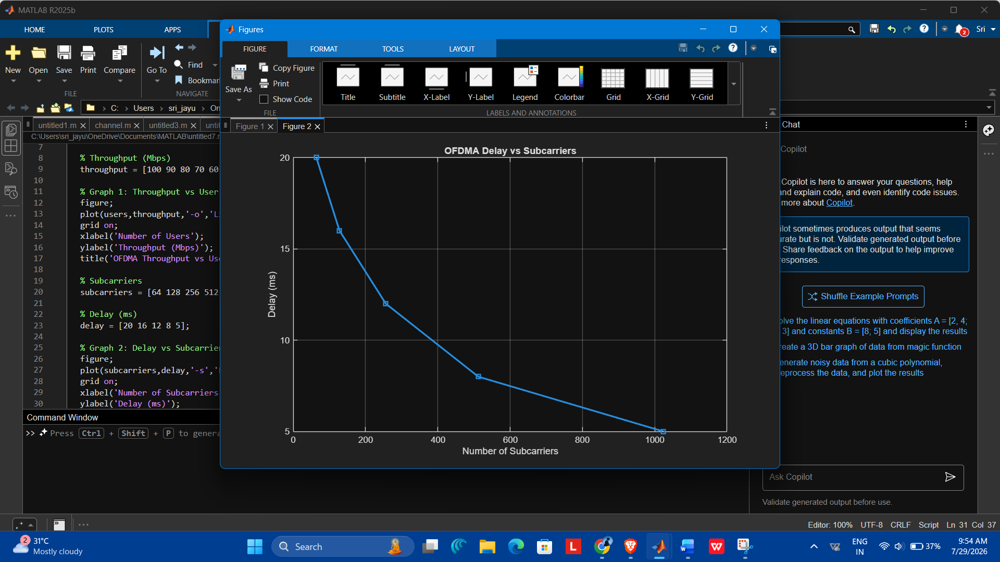 MATLAB R2025b
HOME PLOTS APPS
Sri
2
New Open Save Print Compare Go To Find
Bookmar
FILE NAVIGATE
C: Users sri_jayu On
Figures
FIGURE FORMAT TOOLS LAYOUT
Save As
Copy Figure
Print
Show Code
FILE
Title Subtitle X-Label Y-Label Legend Colorbar Grid X-Grid Y-Grid
LABELS AND ANNOTATIONS
untitled1.m channel.m untitled3.m unti
C:\Users\sri_jayu\OneDrive\Documents\MATLAB\untitled7.
7
8 % Throughput (Mbps)
9 throughput = [100 90 80 70 60
10
11 % Graph 1: Throughput vs User
12 figure;
13 plot(users,throughput,'-o','Li
14 grid on;
15 xlabel('Number of Users');
16 ylabel('Throughput (Mbps)');
17 title('OFDMA Throughput vs Use
18
19 % Subcarriers
20 subcarriers = [64 128 256 512
21
22 % Delay (ms)
23 delay = [20 16 12 8 5];
24
25 % Graph 2: Delay vs Subcarrie
26 figure;
27 plot(subcarriers,delay,'-s','
28 grid on;
29 xlabel('Number of Subcarriers
30 ylabel('Delay (ms)');
Command Window
>> Press Ctrl + Shift + P to genera
Figure 1 Figure 2
OFDMA Delay vs Subcarriers
20
15
10
5
Delay (ms)
0 200 400 600 800 1000 1200
Number of Subcarriers
Chat
Copilot
Copilot is here to answer your questions, help
and explain code, and even identify code issues.
more about Copilot.
ilot sometimes produces output that seems
urate but is not. Validate generated output before
Share feedback on the output to help improve
responses.
Shuffle Example Prompts
olve the linear equations with coefficients A = [2, 4;
3] and constants B = [8; 5] and display the results
reate a 3D bar graph of data from magic function
enerate noisy data from a cubic polynomial,
eprocess the data, and plot the results
Ask Copilot
Validate generated output before use.
Editor: 100% UTF-8 CRLF Script Ln 31 Col 37
2
31°C
Mostly cloudy
Search
L
W
ENG
IN
37%
9:54 AM
7/29/2026